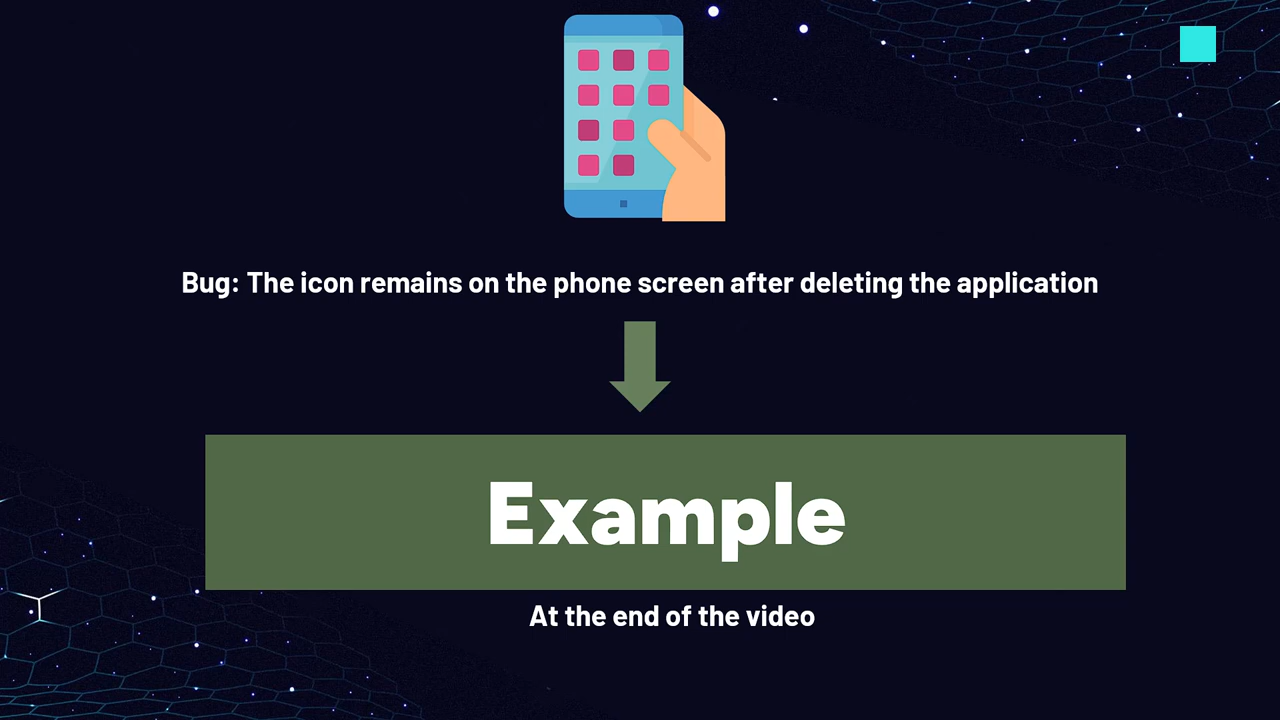 Bug: The icon remains on the phone screen after deleting the application
Example
At the end of the video